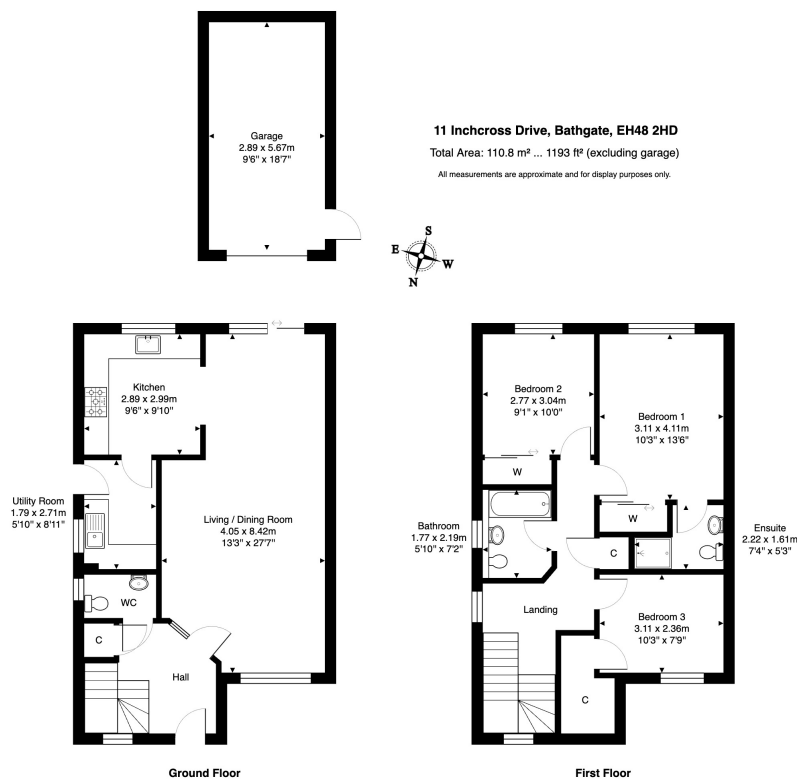 Garage
2.89 x 5.67m
9'6" x 18'7"
11 Inchcross Drive, Bathgate, EH48 2HD
Total Area: 110.8 m² ... 1193 ft² (excluding garage)
All measurements are approximate and for display purposes only.
S
E
W
N
Kitchen
2.89 x 2.99m
9'6" x 9'10"
Utility Room
1.79 x 2.71m
5'10" x 8'11"
Living / Dining Room
4.05 x 8.42m
13'3" x 27'7"
WC
C
Hall
Ground Floor
Bedroom 2
2.77 x 3.04m
9'1" x 10'0"
Bedroom 1
3.11 x 4.11m
10'3" x 13'6"
W
W
Bathroom
1.77 x 2.19m
5'10" x 7'2"
Ensuite
2.22 x 1.61m
7'4" x 5'3"
C
Landing
Bedroom 3
3.11 x 2.36m
10'3" x 7'9"
C
First Floor